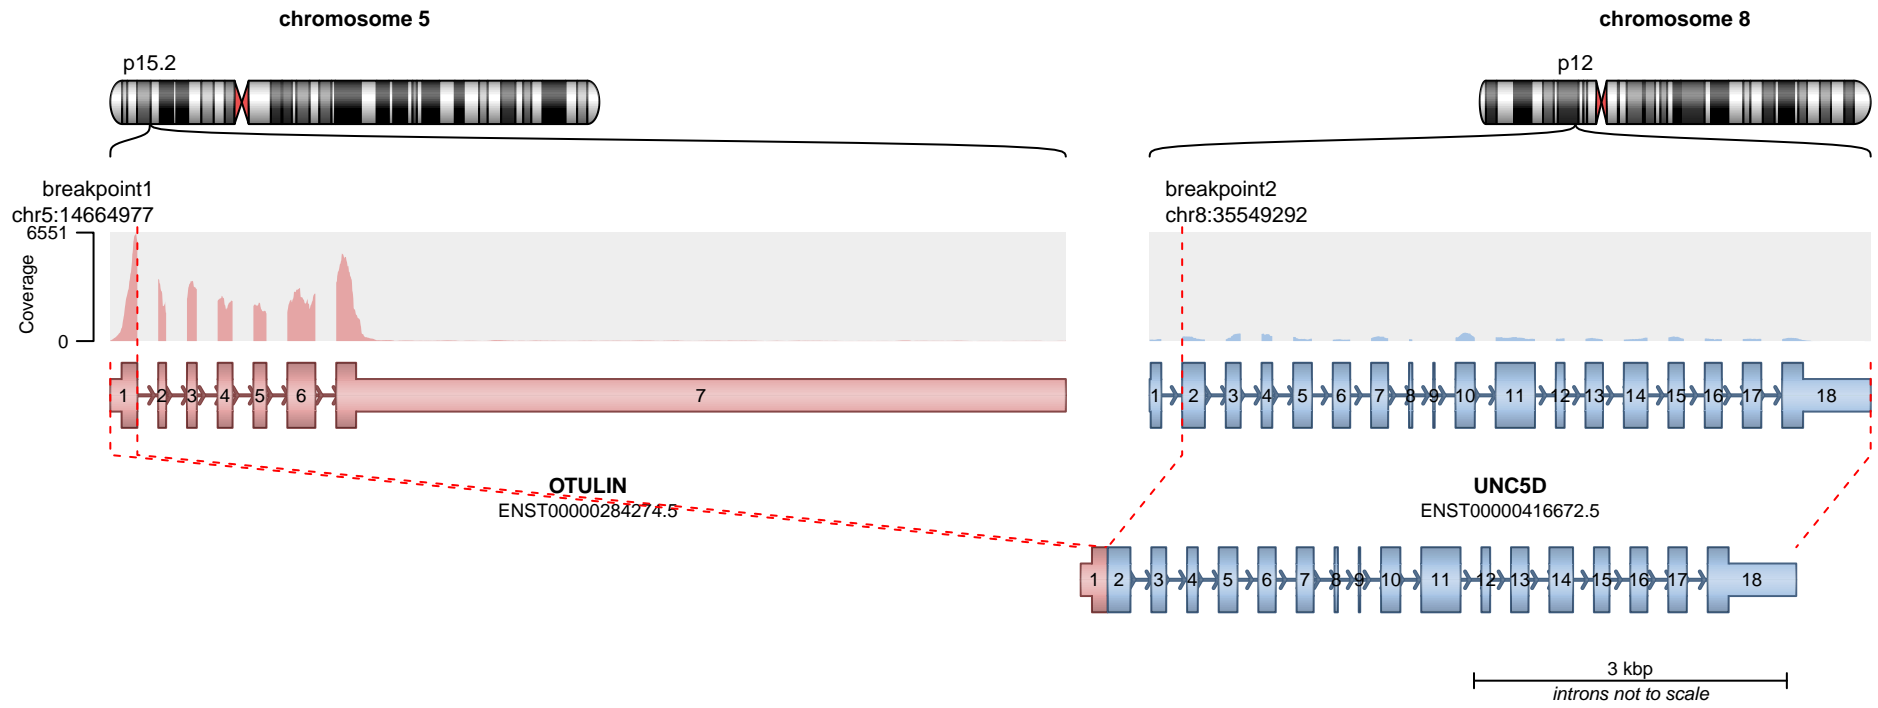 chromosome 5
chromosome 8
p15.2
p12
breakpoint1
chr5:14664977
breakpoint2
chr8:35549292
6551
Coverage
0
1 2 3 4 5 6 7
1 2 3 4 5 6 7 8 9 10 11 12 13 14 15 16 17 18
OTULIN
ENST00000284274.5
UNC5D
ENST00000416672.5
1 2 3 4 5 6 7 8 9 10 11 12 13 14 15 16 17 18
3 kbp
introns not to scale